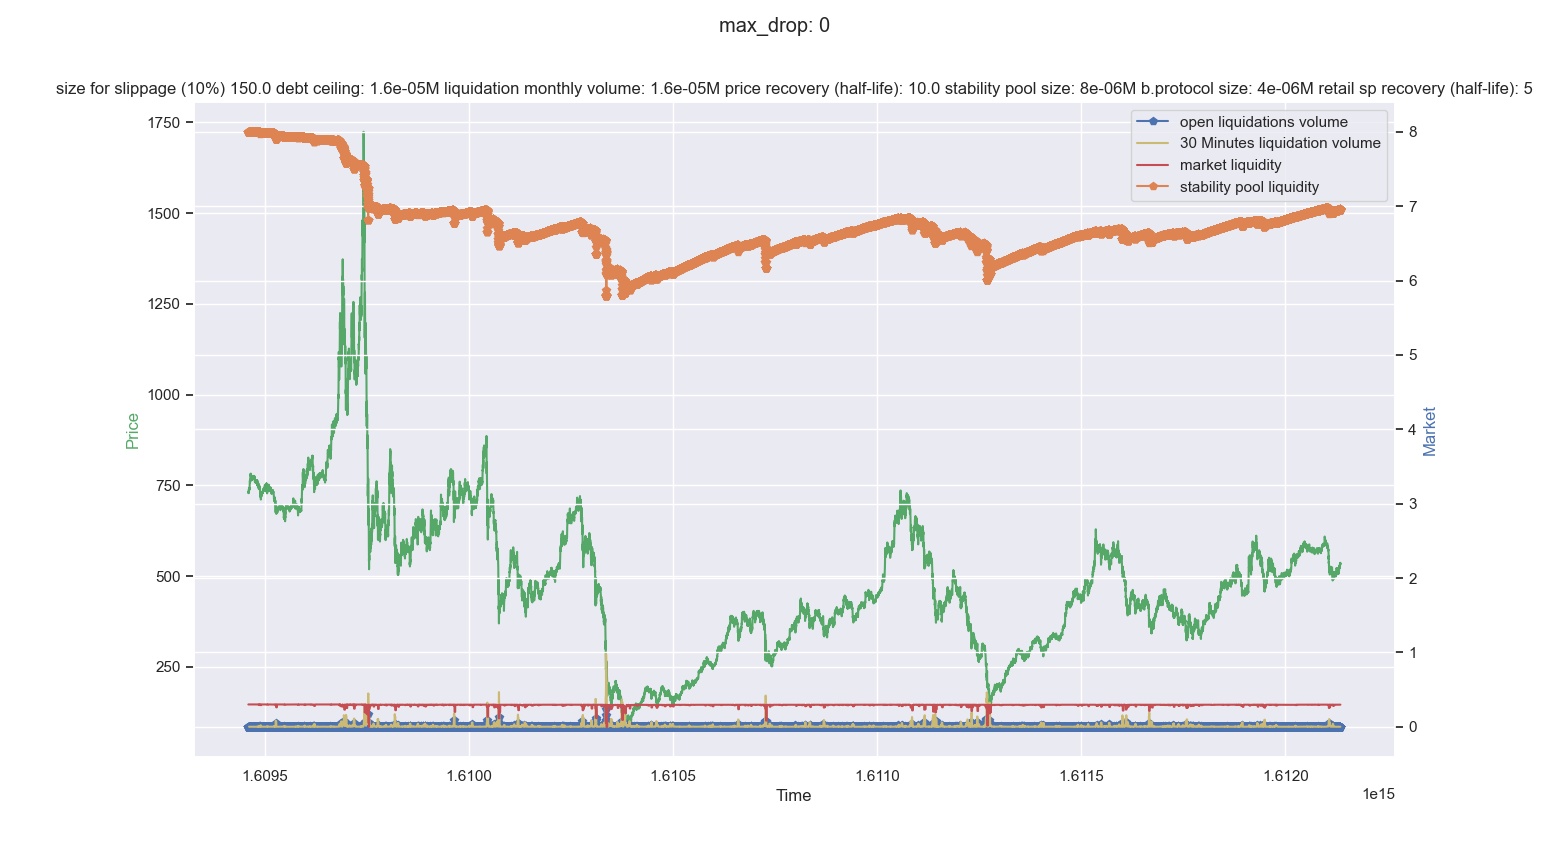 max_drop: 0
size for slippage (10%) 150.0 debt ceiling: 1.6e-05M liquidation monthly volume: 1.6e-05M price recovery (half-life): 10.0 stability pool size: 8e-06M b.protocol size: 4e-06M retail sp recovery (half-life): 5
open liquidations volume
30 Minutes liquidation volume
market liquidity
stability pool liquidity
1750
1500
1250
1000
750
500
250
Price
8
7
6
5
4
3
2
1
0
Market
1.6095
1.6100
1.6105
1.6110
1.6115
1.6120
Time
1e15